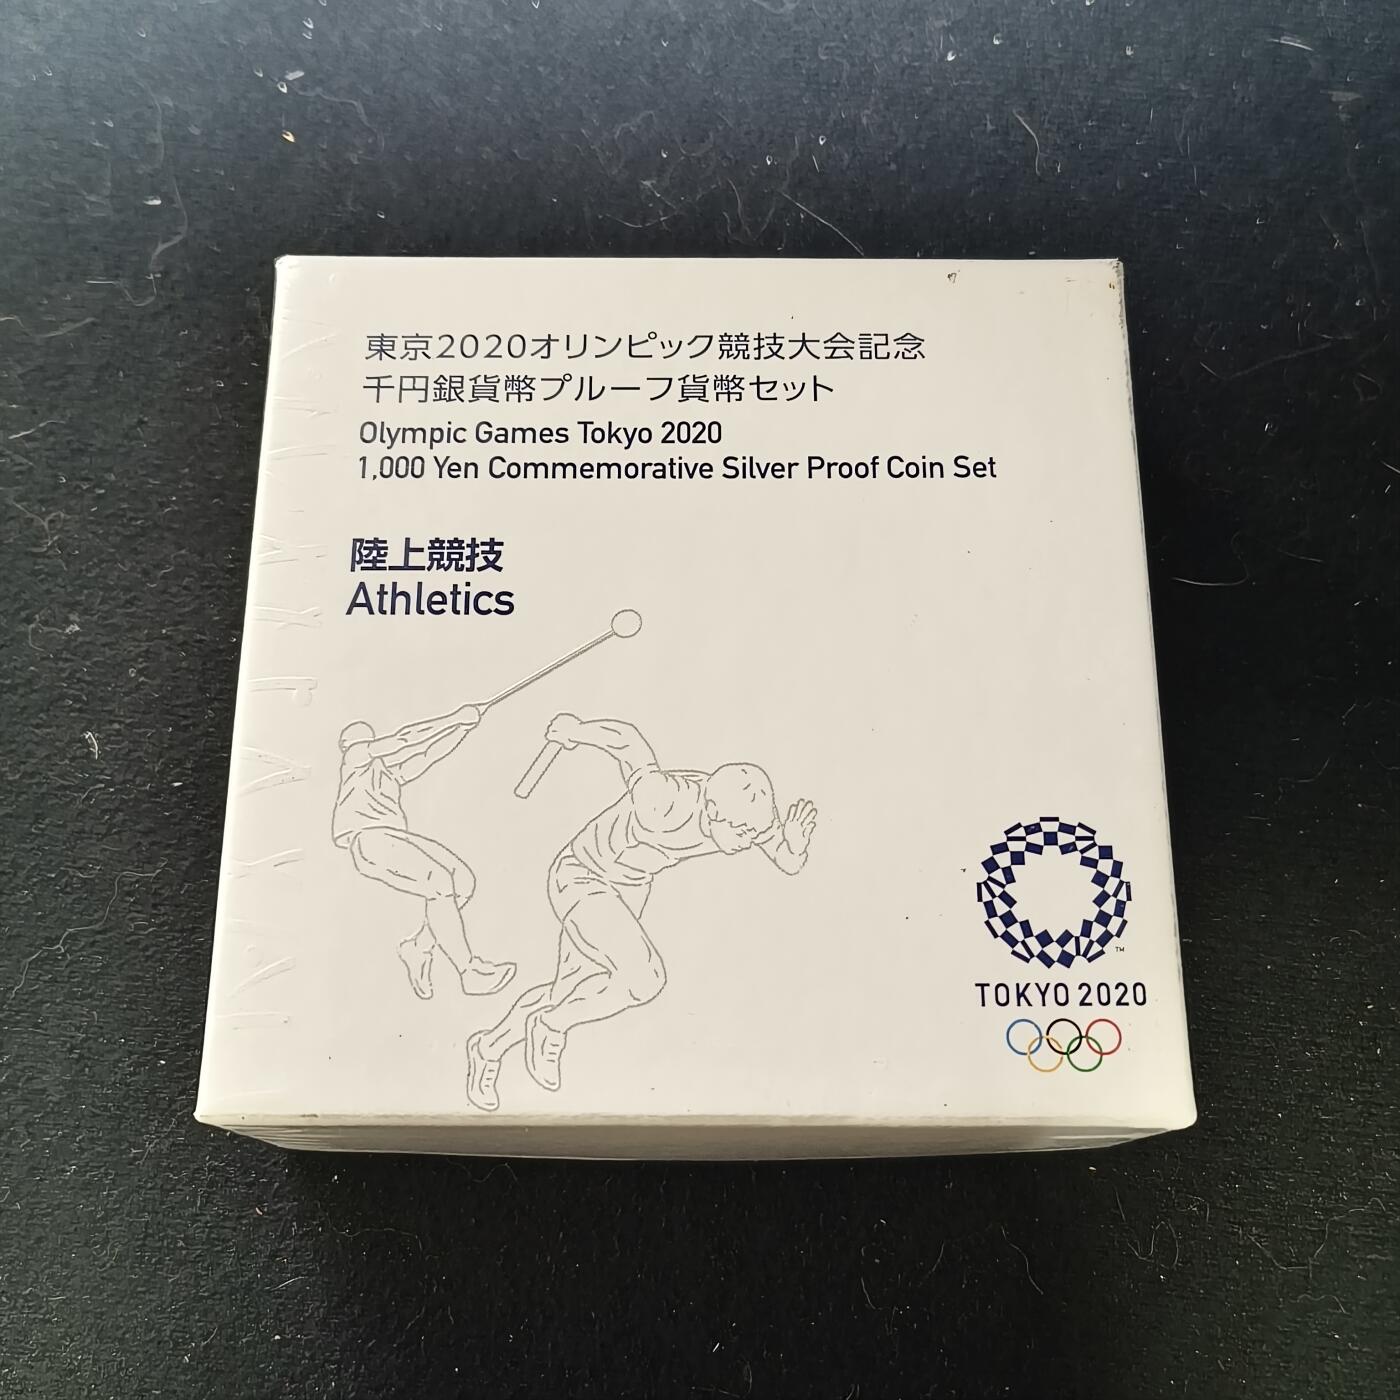 東京2020オリンピック競技大会記念
千円銀貨幣プルーフ貨幣セット
Olympic Games Tokyo 2020
1,000 Yen Commemorative Silver Proof Coin Set
陸上競技
Athletics
TM
TOKYO 2020